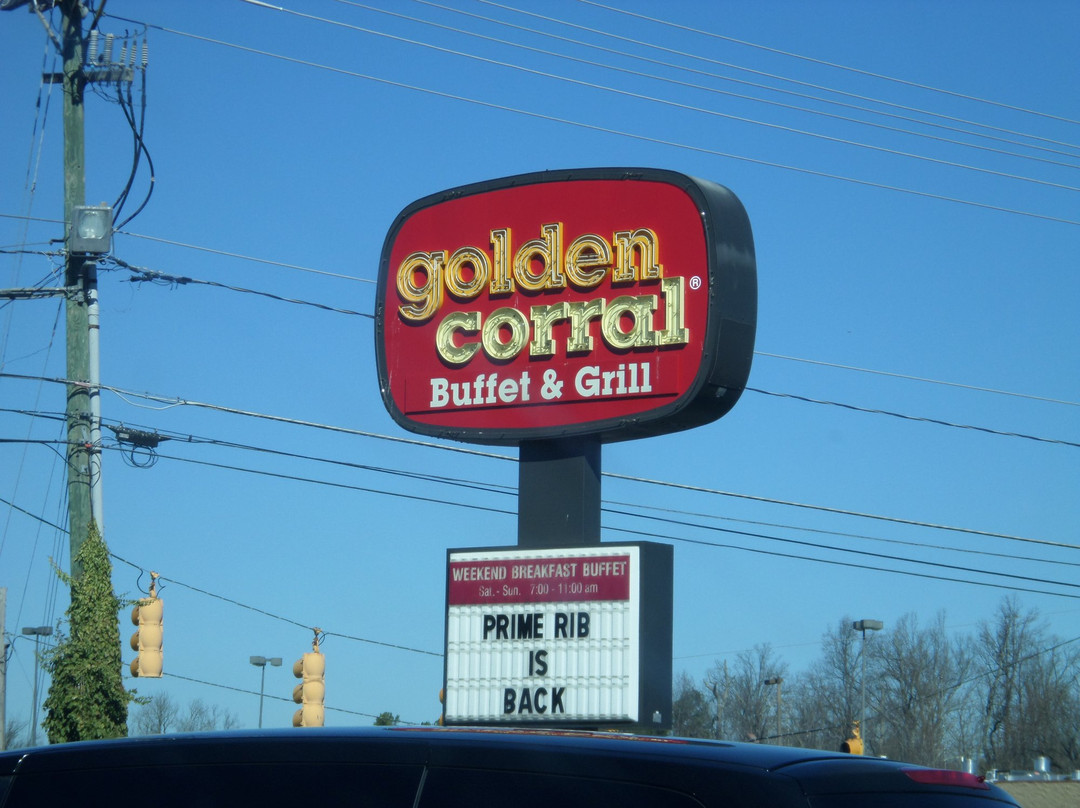 golden
corral®
Buffet & Grill
WEEKEND BREAKFAST BUFFET
Sat. - Sun. 7:00 - 11:00 am
PRIME RIB
IS
BACK